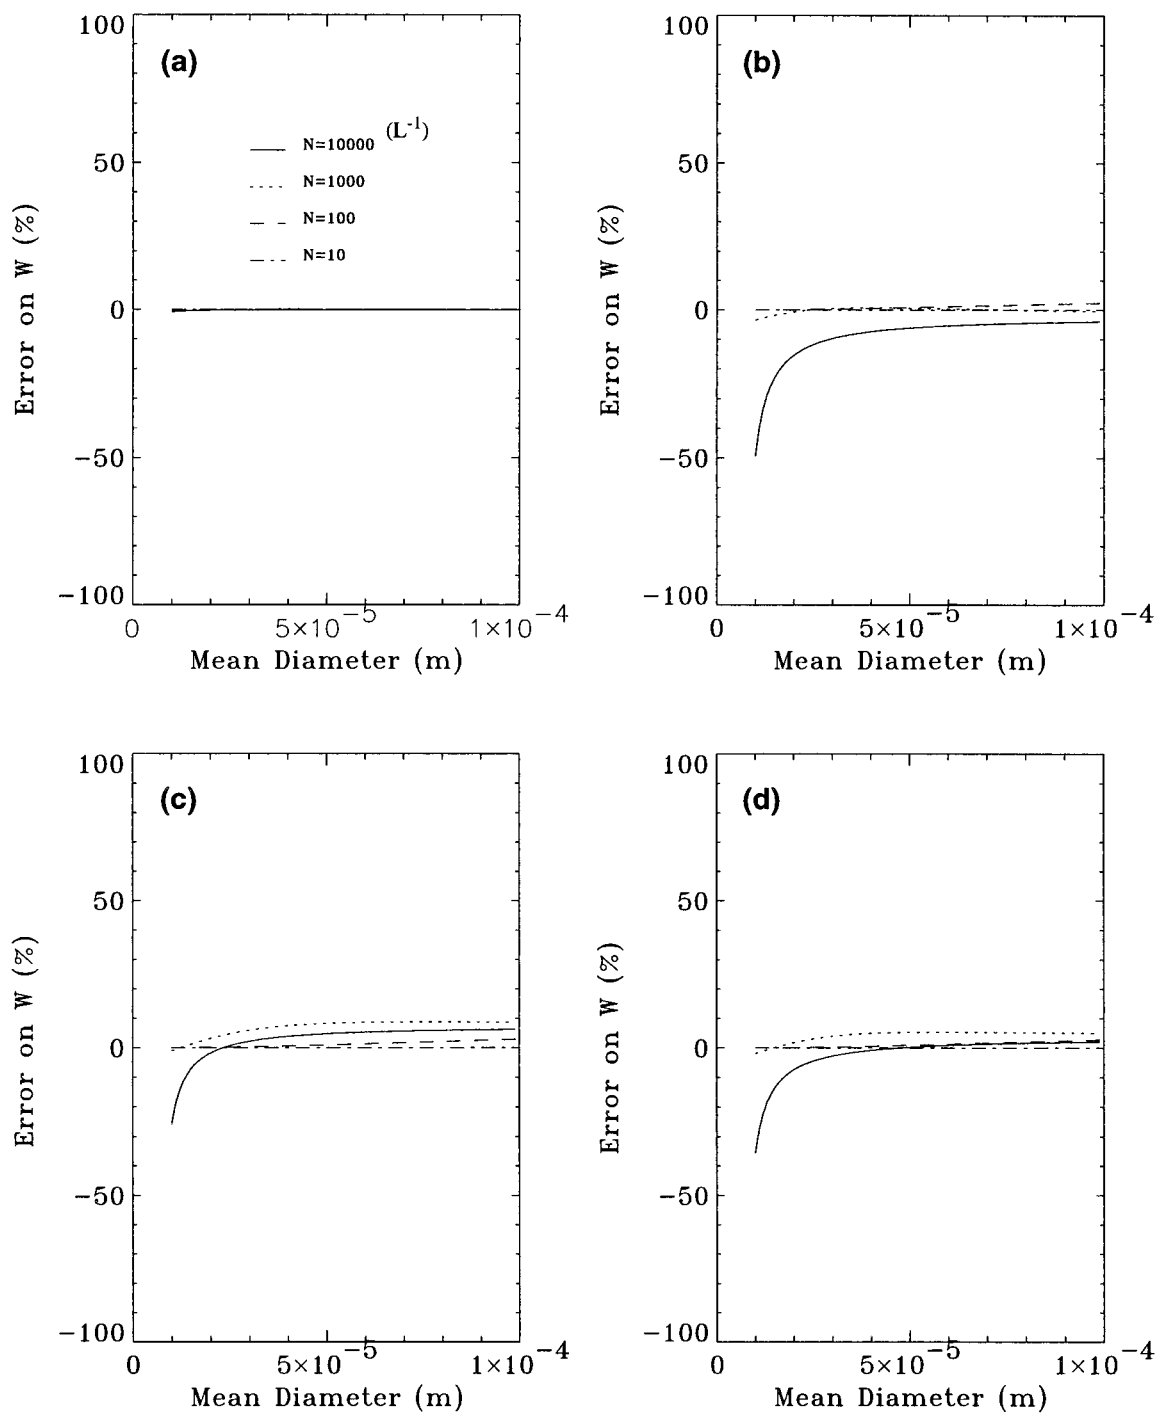 100
(a)
(L⁻¹)
N=10000
N=1000
N=100
N=10
50
0
−50
−100
Error on W (%)
0
5×10⁻⁵
1×10⁻⁴
Mean Diameter (m)
100
(b)
50
0
−50
−100
Error on W (%)
0
5×10⁻⁵
1×10⁻⁴
Mean Diameter (m)
100
(c)
50
0
−50
−100
Error on W (%)
0
5×10⁻⁵
1×10⁻⁴
Mean Diameter (m)
100
(d)
50
0
−50
−100
Error on W (%)
0
5×10⁻⁵
1×10⁻⁴
Mean Diameter (m)